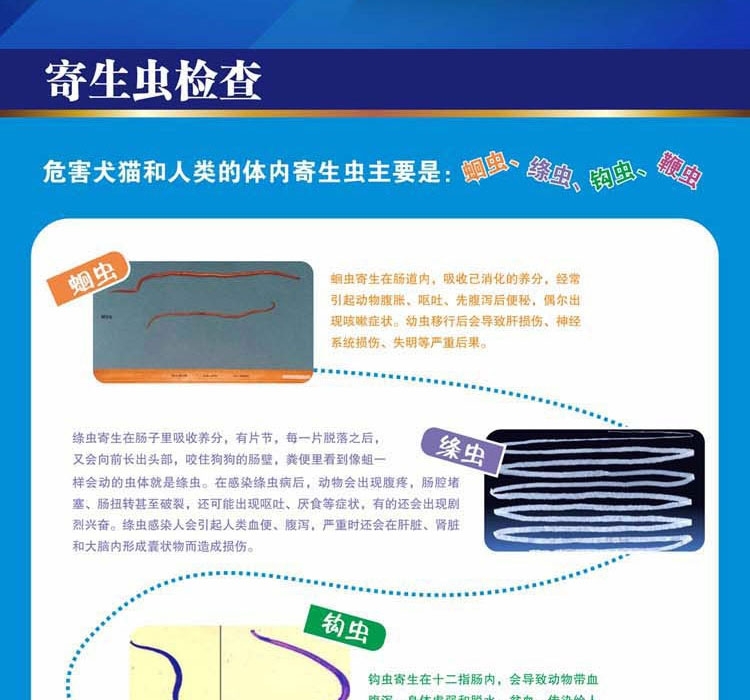 寄生虫检查
危害犬猫和人类的体内寄生虫主要是：蛔虫、绦虫、钩虫、鞭虫
蛔虫
蛔虫寄生在肠道内，吸收已消化的养分，经常
引起动物腹胀、呕吐、先腹泻后便秘，偶尔出
现咳嗽症状。幼虫移行后会导致肝损伤、神经
系统损伤、失明等严重后果。
绦虫寄生在肠子里吸收养分，有片节，每一片脱落之后，
又会向前长出头部，咬住狗狗的肠壁，粪便里看到像蛆一
样会动的虫体就是绦虫。在感染绦虫病后，动物会出现腹疼，肠腔堵
塞、肠扭转甚至破裂，还可能出现呕吐、厌食等症状，有的还会出现剧
烈兴奋。绦虫感染人会引起人类血便、腹泻，严重时还会在肝脏、肾脏
和大脑内形成囊状物而造成损伤。
绦虫
钩虫
钩虫寄生在十二指肠内，会导致动物带血